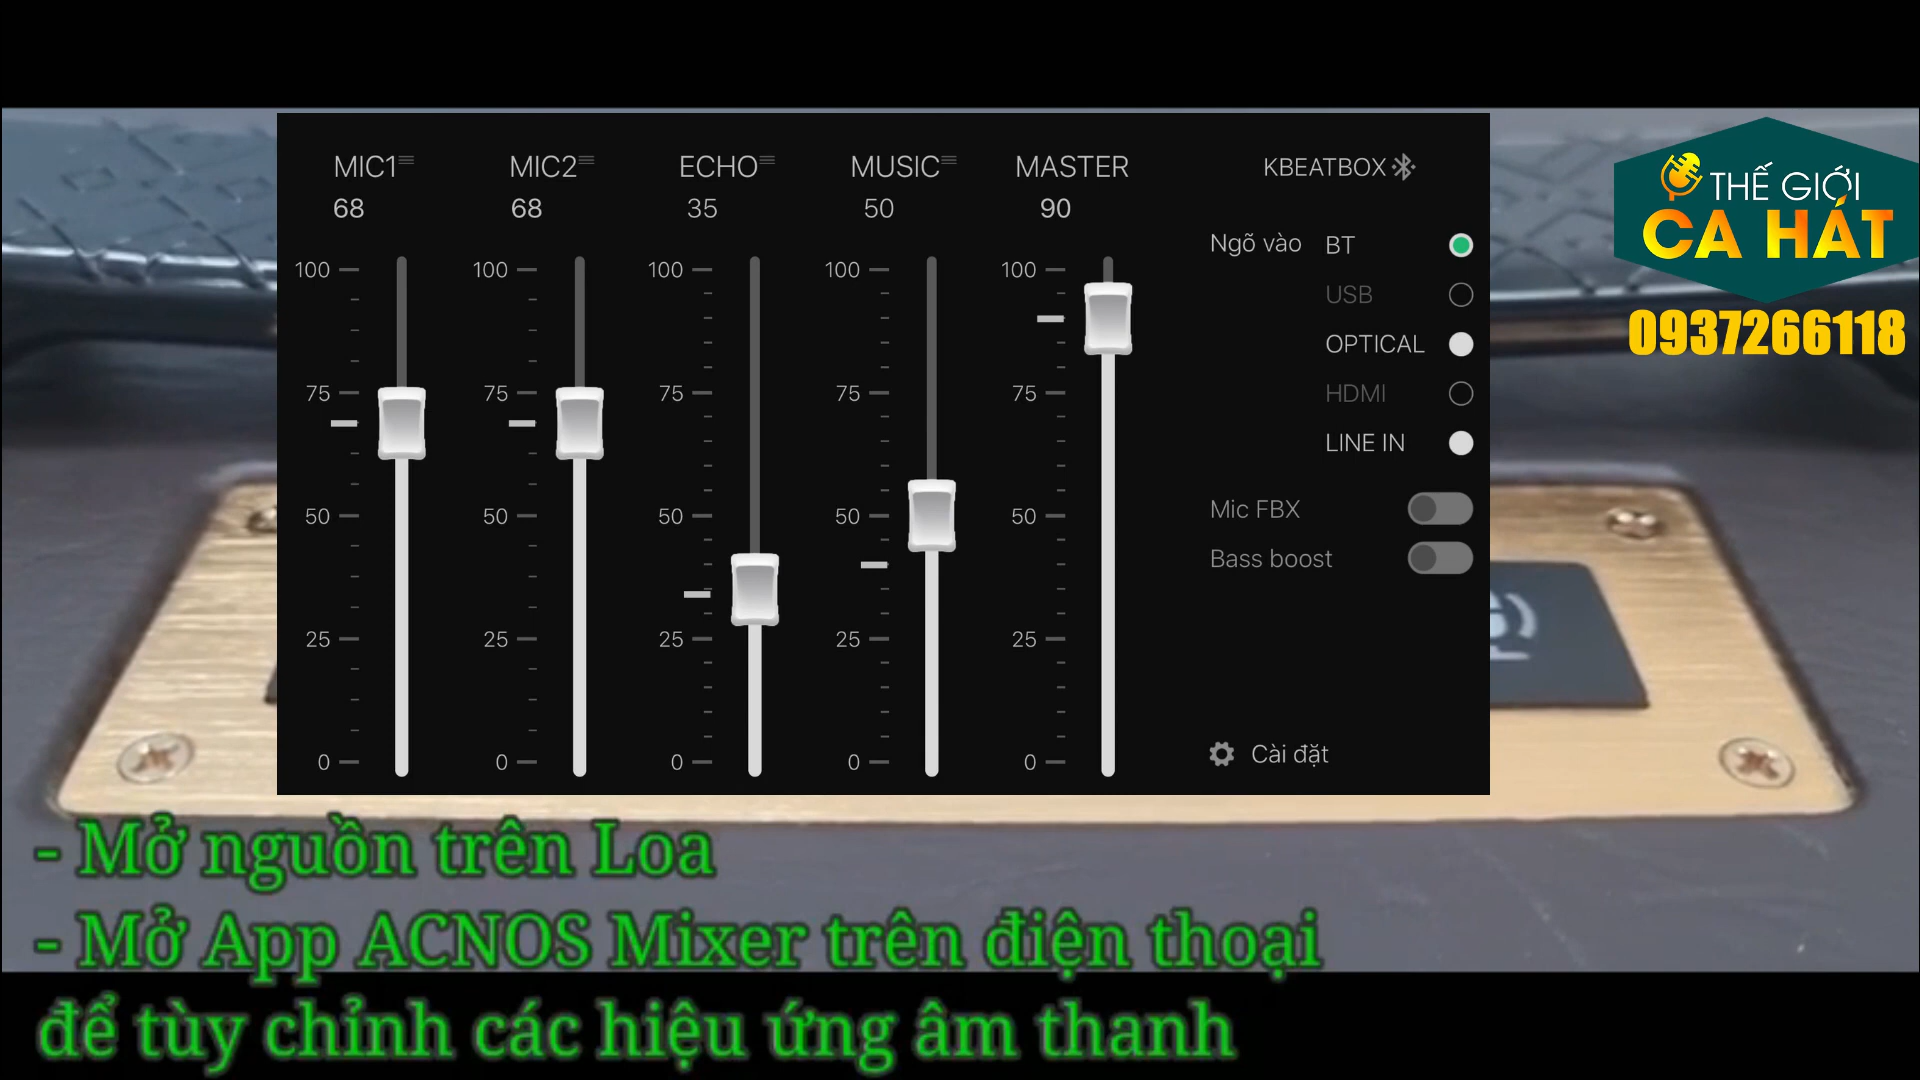 MIC1
68
MIC2
68
ECHO
35
MUSIC
50
MASTER
90
KBEATBOX
100
75
50
25
0
100
75
50
25
0
100
75
50
25
0
100
75
50
25
0
100
75
50
25
0
Ngõ vào BT
USB
OPTICAL
HDMI
LINE IN
Mic FBX
Bass boost
Cài đặt
THẾ GIỚI
CA HÁT
0937266118
- Mở nguồn trên Loa
- Mở App ACNOS Mixer trên điện thoại
để tùy chỉnh các hiệu ứng âm thanh